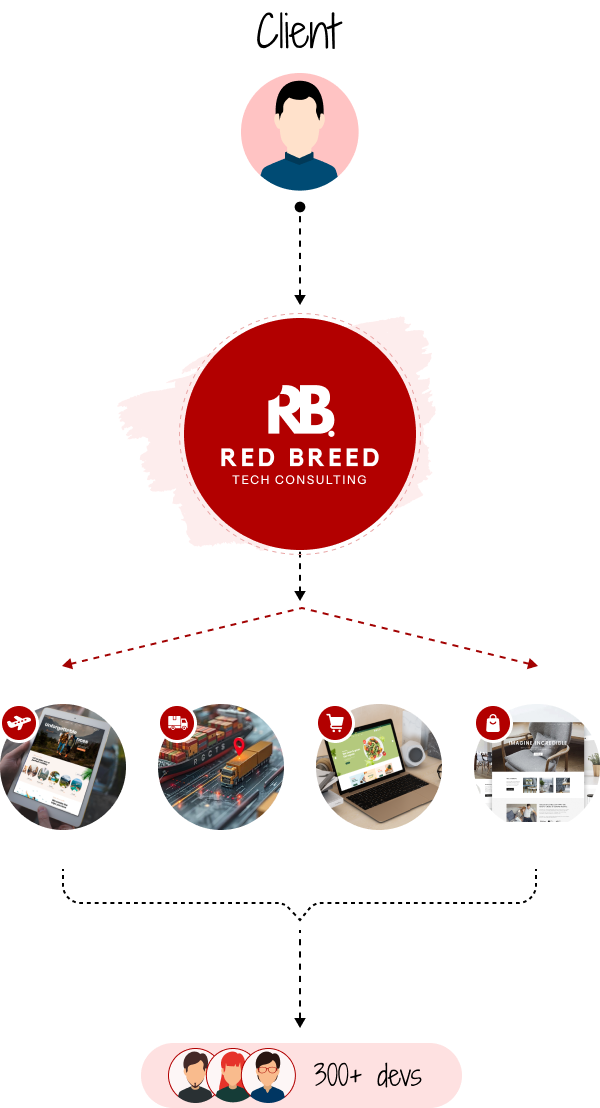 Client
RB.
RED BREED
TECH CONSULTING
IMAGINE INCREDIBLE
300+ devs